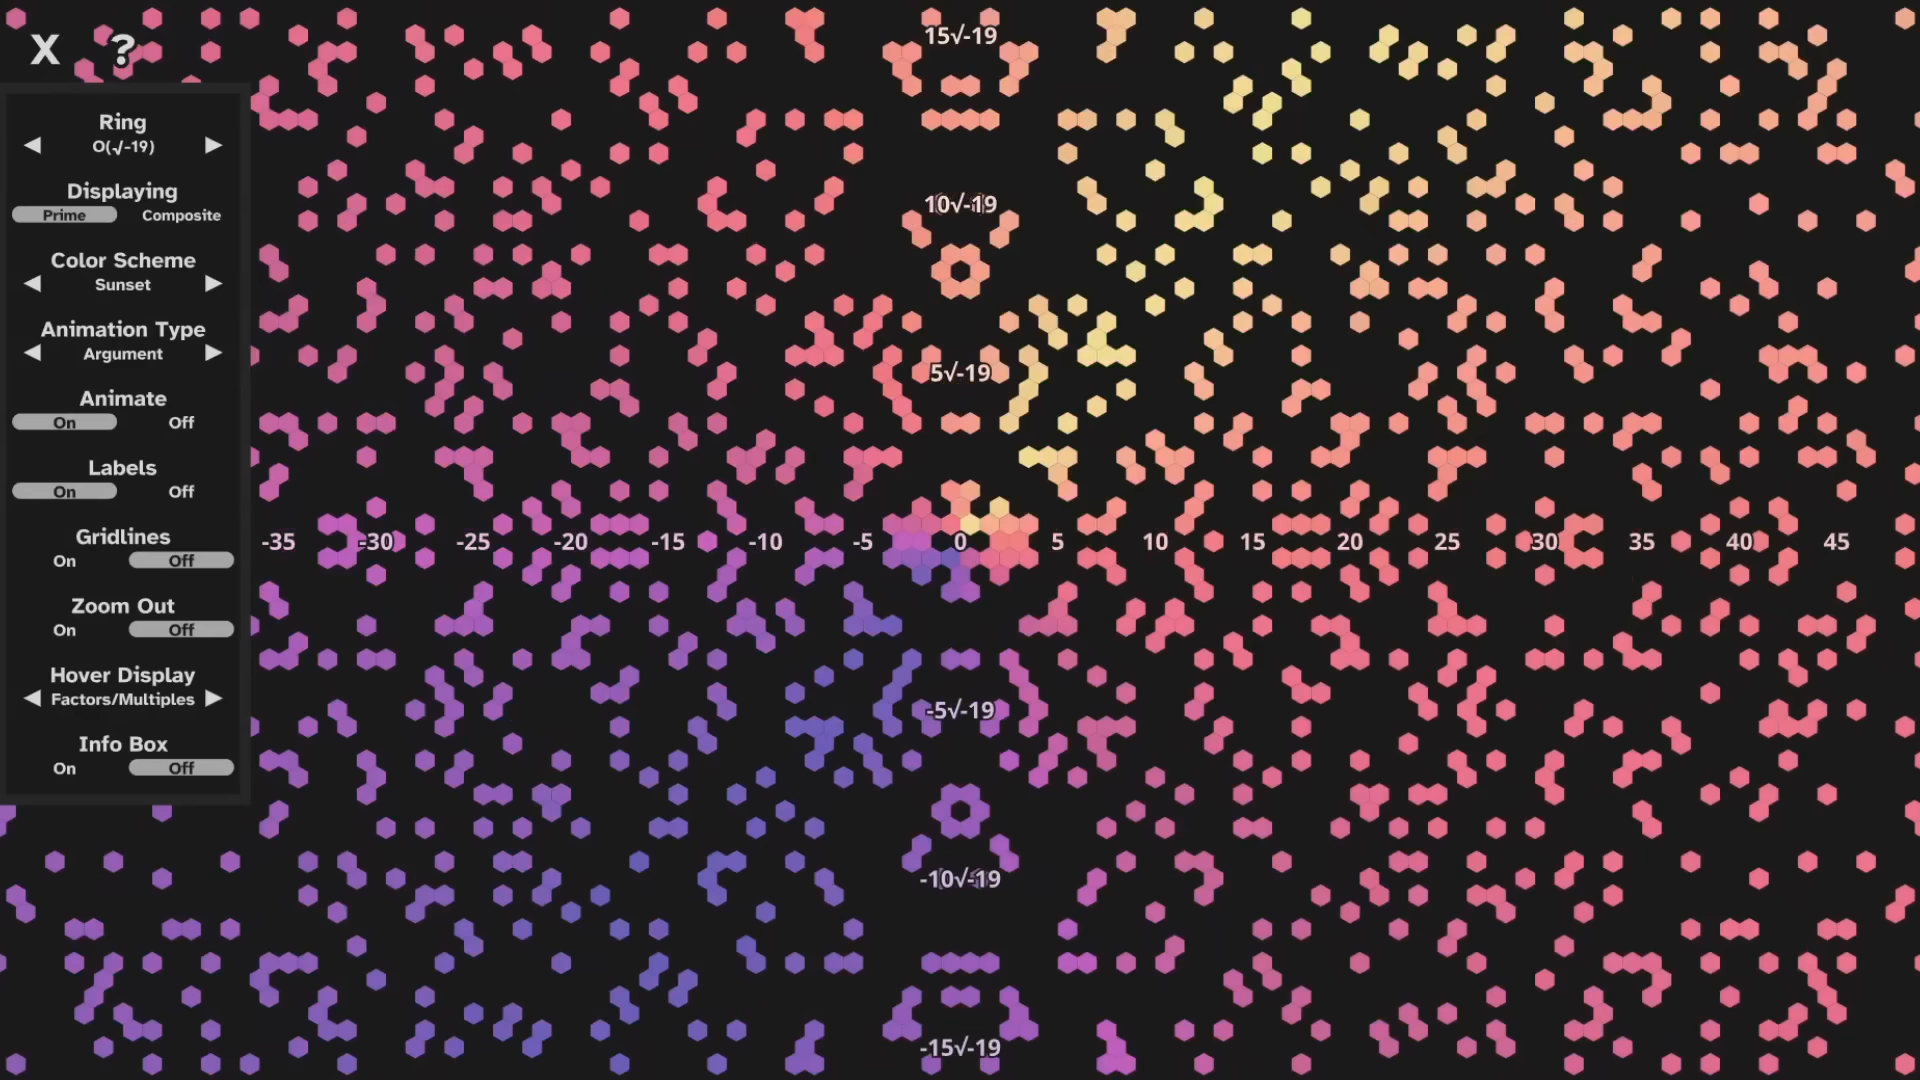 X ?
Ring
O(√-19)
Displaying
Prime Composite
Color Scheme
Sunset
Animation Type
Argument
Animate
On Off
Labels
On Off
Gridlines
On Off
Zoom Out
On Off
Hover Display
Factors/Multiples
Info Box
On Off
15√-19
10√-19
5√-19
-35 -30 -25 -20 -15 -10 -5 0 5 10 15 20 25 30 35 40 45
-5√-19
-10√-19
-15√-19